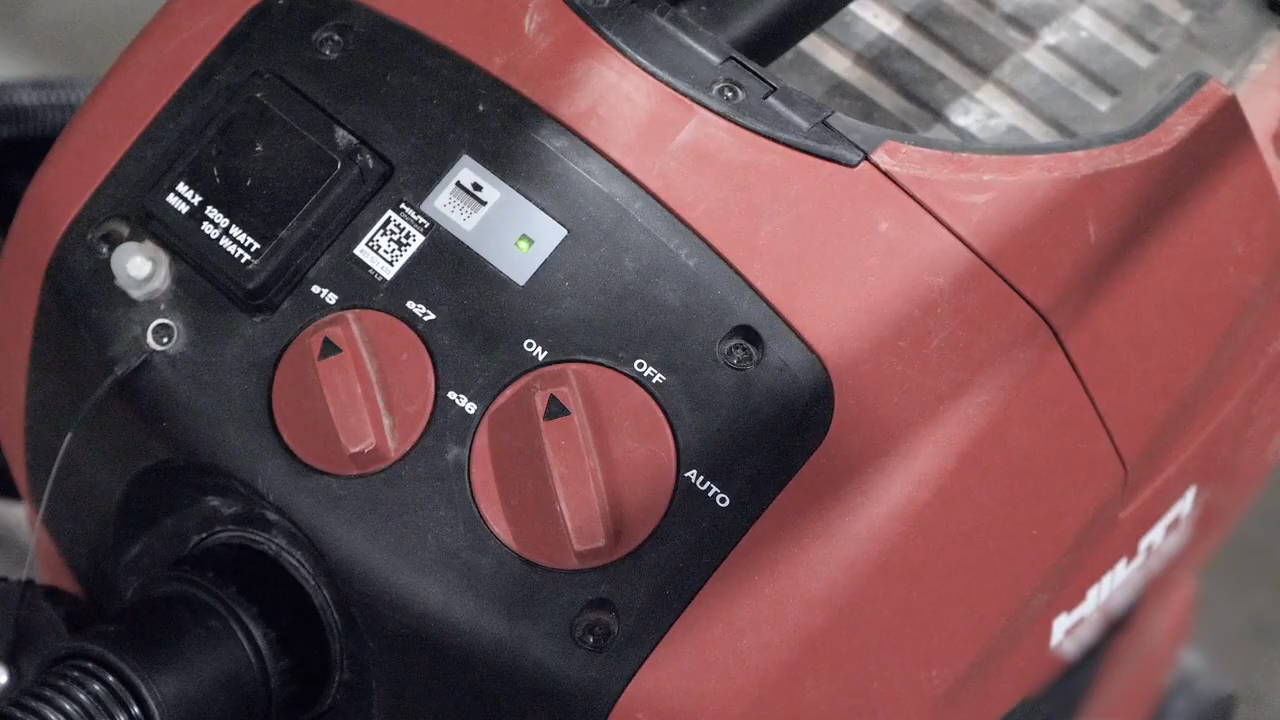 MAX 1200 WATT
MIN 100 WATT
HILTI
ø15
ø27
ø36
ON
OFF
AUTO
HILTI